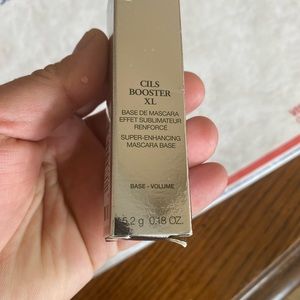 CILS
BOOSTER
XL
BASE DE MASCARA
EFFET SUBLIMATEUR
RENFORCÉ
SUPER-ENHANCING
MASCARA BASE
BASE - VOLUME
5.2 g 0.18 OZ.